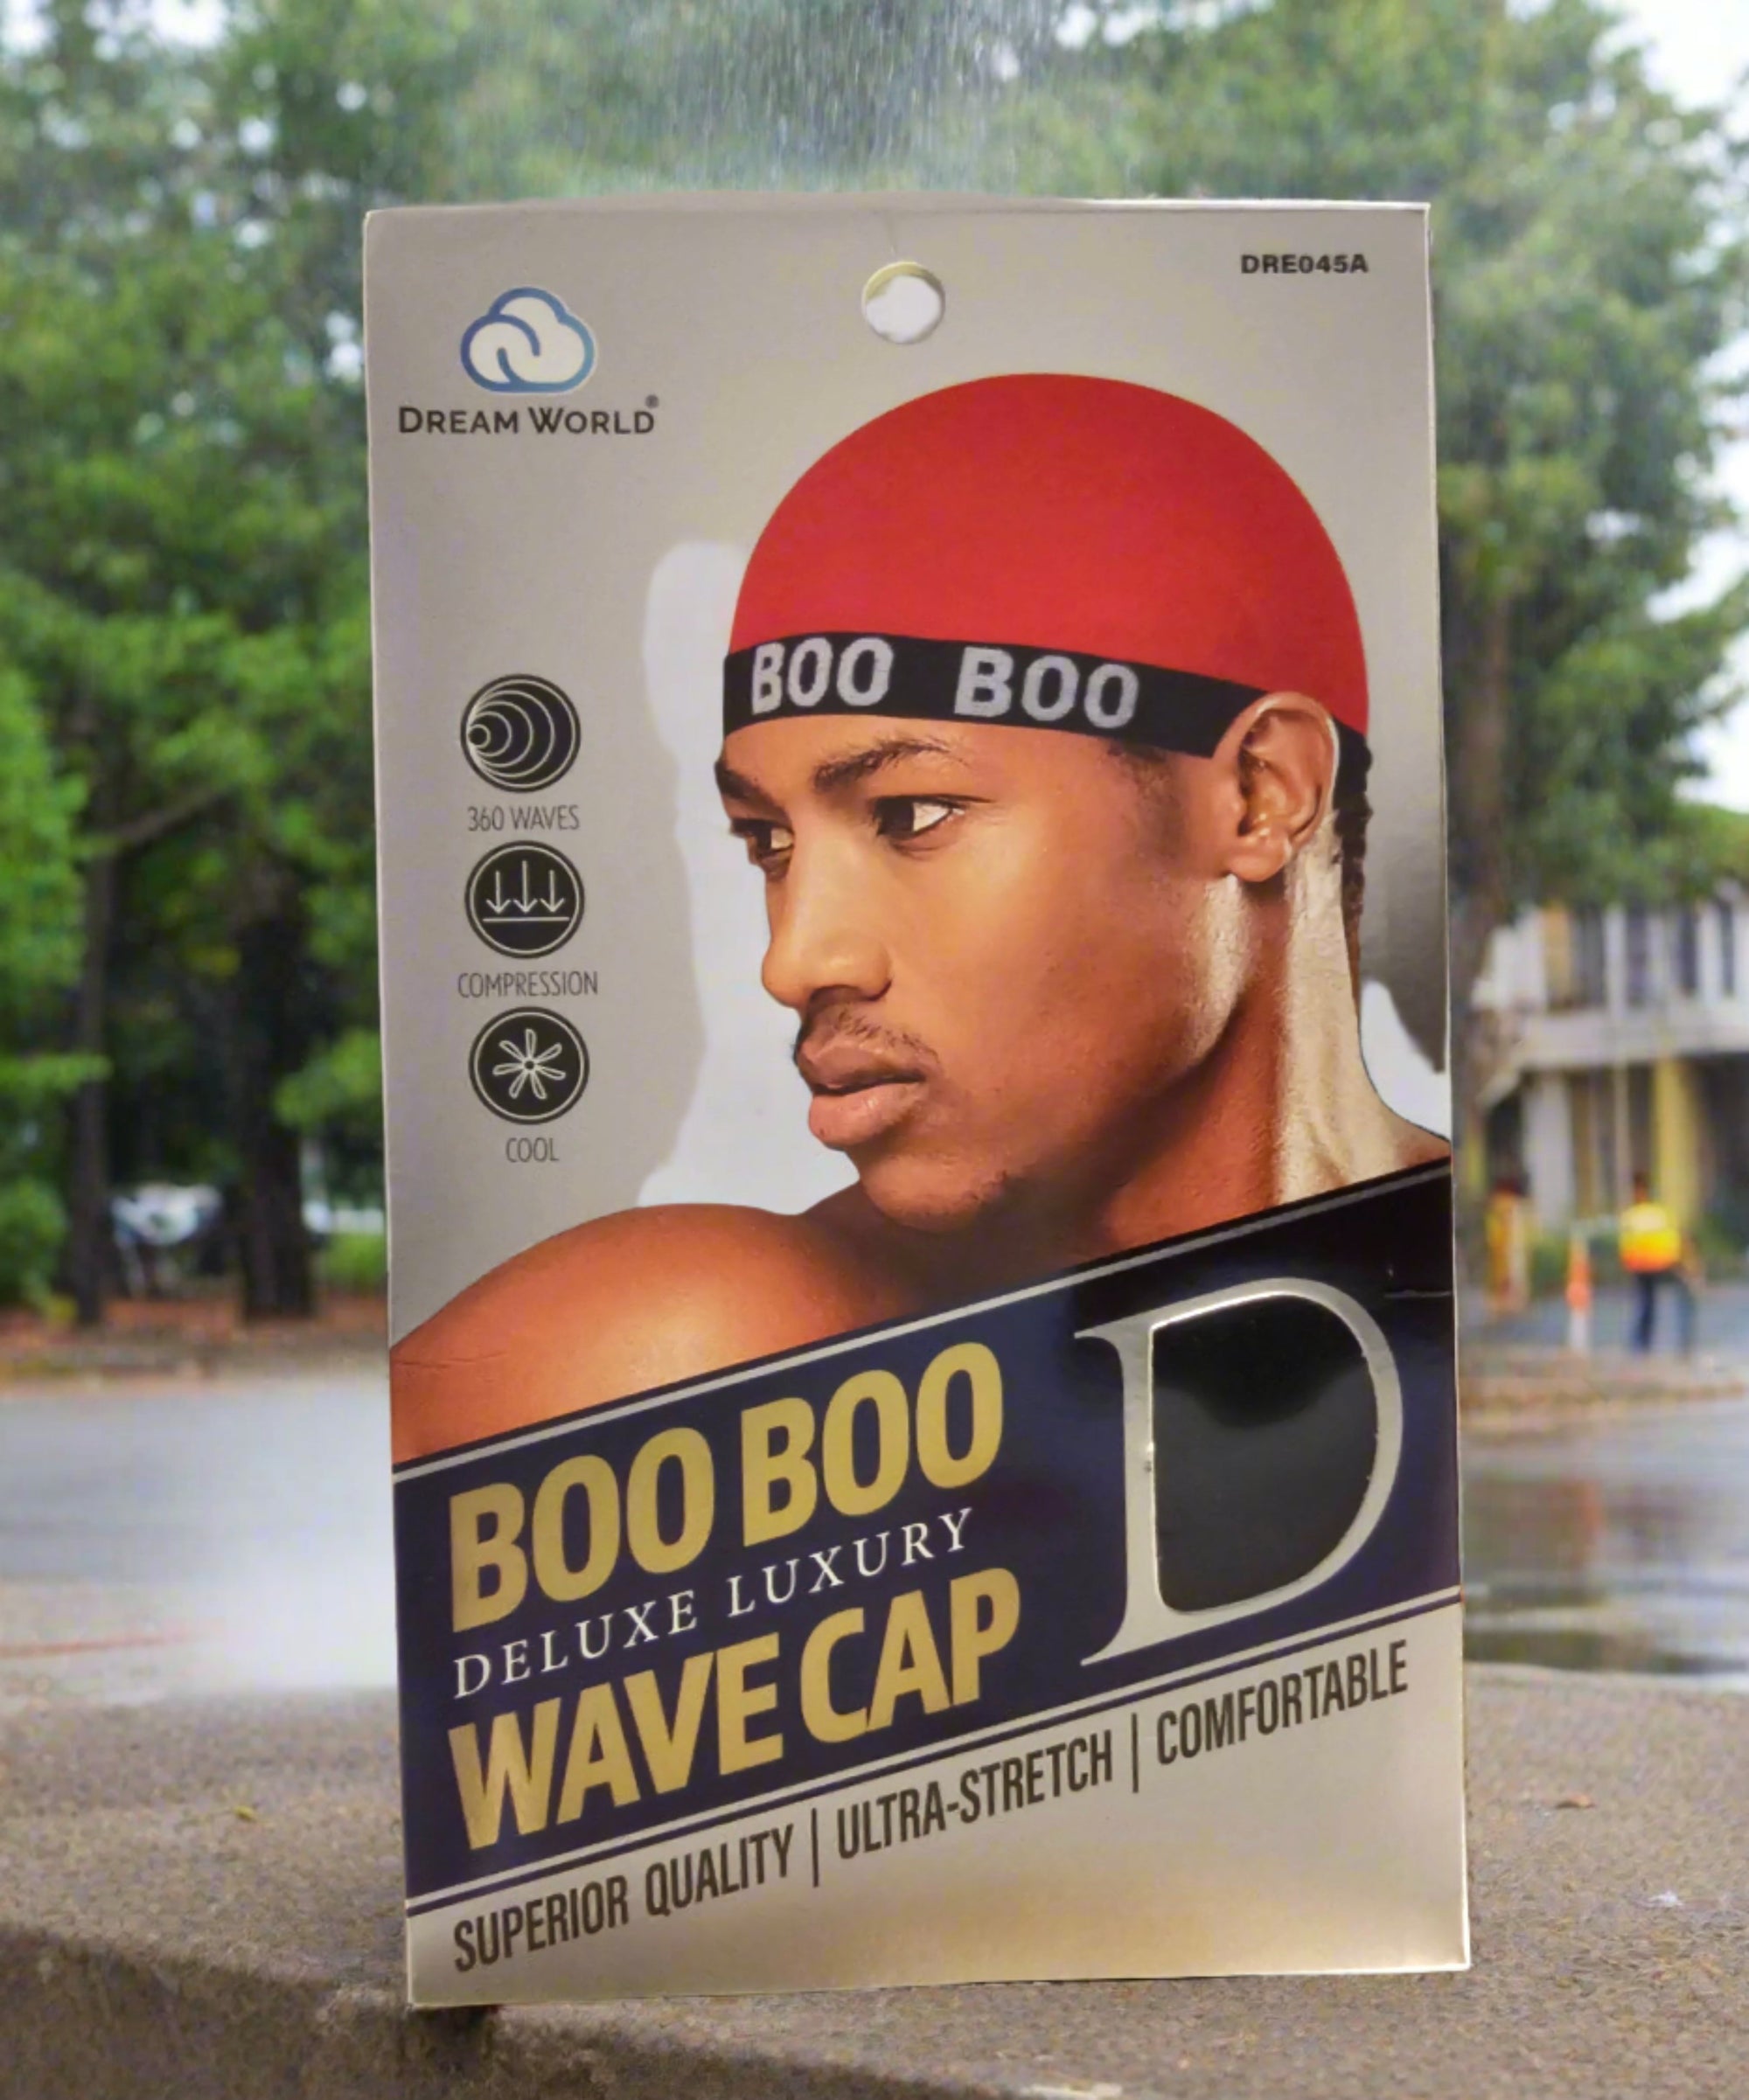 DRE045A
DREAM WORLD®
BOO BOO
360 WAVES
COMPRESSION
COOL
BOO BOO
DELUXE LUXURY
WAVE CAP
D
SUPERIOR QUALITY | ULTRA-STRETCH | COMFORTABLE